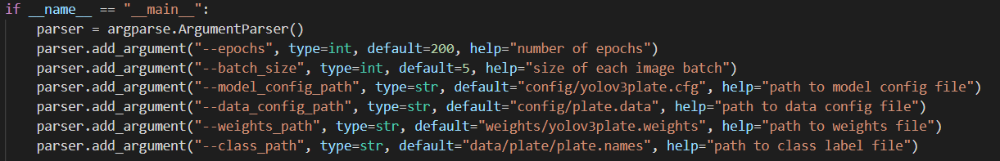 if __name__ == "__main__":
    parser = argparse.ArgumentParser()
    parser.add_argument("--epochs", type=int, default=200, help="number of epochs")
    parser.add_argument("--batch_size", type=int, default=5, help="size of each image batch")
    parser.add_argument("--model_config_path", type=str, default="config/yolov3plate.cfg", help="path to model config file")
    parser.add_argument("--data_config_path", type=str, default="config/plate.data", help="path to data config file")
    parser.add_argument("--weights_path", type=str, default="weights/yolov3plate.weights", help="path to weights file")
    parser.add_argument("--class_path", type=str, default="data/plate/plate.names", help="path to class label file")